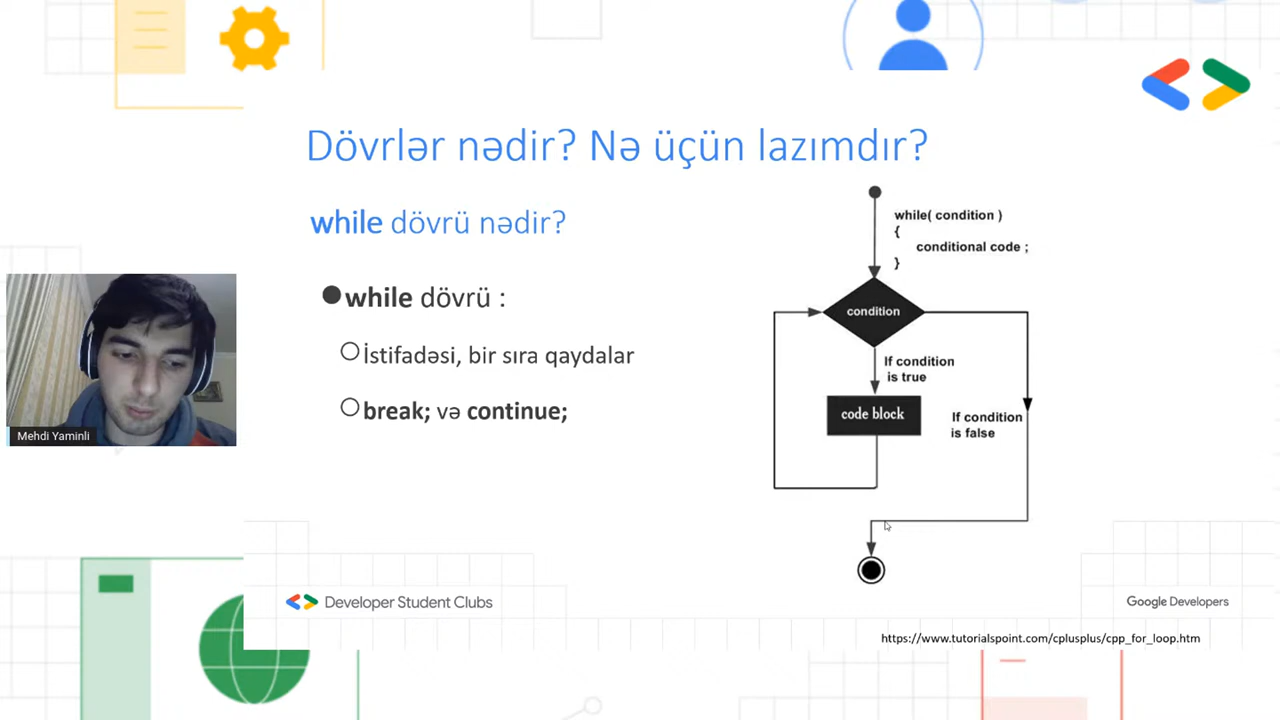 Dövrlər nədir? Nə üçün lazımdır?
while dövrü nədir?
while dövrü :
İstifadəsi, bir sıra qaydalar
break; və continue;
while( condition )
{
conditional code ;
}
condition
If condition
is true
code block
If condition
is false
Mehdi Yaminli
Developer Student Clubs
Google Developers
https://www.tutorialspoint.com/cplusplus/cpp_for_loop.htm